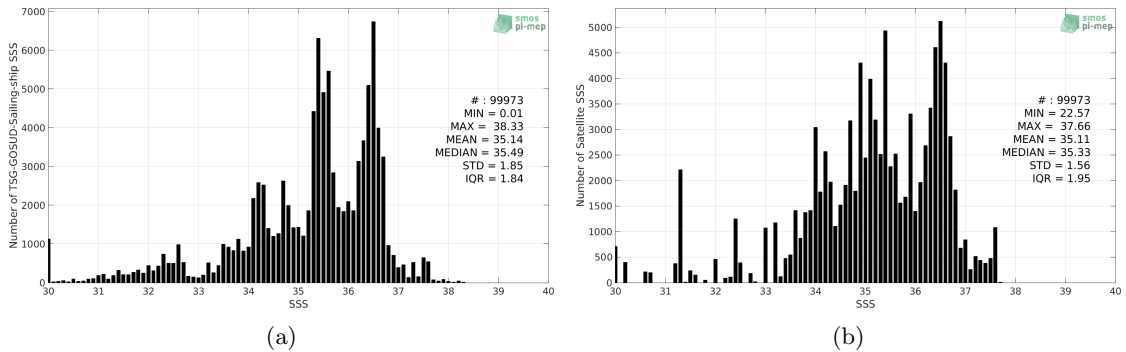 7000
6000
5000
4000
3000
2000
1000
0
Number of TSG-GOSUD-Sailing-ship SSS
smos
pi-mep
# : 99973
MIN = 0.01
MAX = 38.33
MEAN = 35.14
MEDIAN = 35.49
STD = 1.85
IQR = 1.84
30 31 32 33 34 35 36 37 38 39 40
SSS
(a)
5000
4500
4000
3500
3000
2500
2000
1500
1000
500
0
Number of Satellite SSS
smos
pi-mep
# : 99973
MIN = 22.57
MAX = 37.66
MEAN = 35.11
MEDIAN = 35.33
STD = 1.56
IQR = 1.95
30 31 32 33 34 35 36 37 38 39 40
SSS
(b)